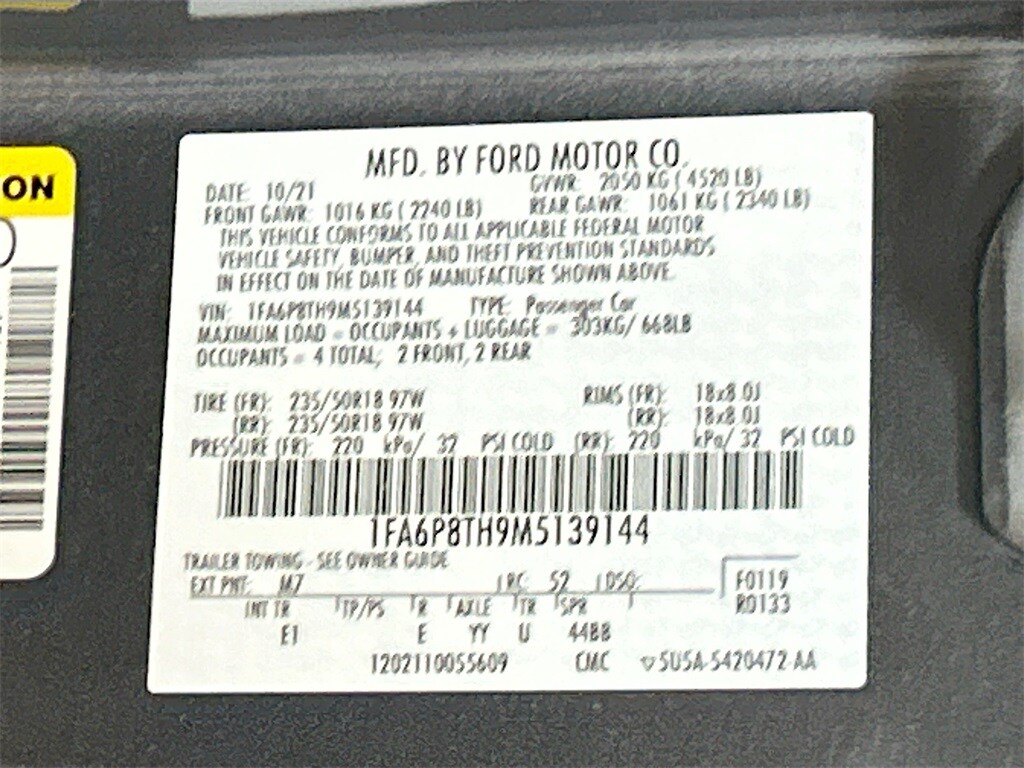 ON
MFD. BY FORD MOTOR CO.
DATE: 10/21 GVWR: 2050 KG ( 4520 LB)
FRONT GAWR: 1016 KG ( 2240 LB) REAR GAWR: 1061 KG ( 2340 LB)
THIS VEHICLE CONFORMS TO ALL APPLICABLE FEDERAL MOTOR
VEHICLE SAFETY, BUMPER, AND THEFT PREVENTION STANDARDS
IN EFFECT ON THE DATE OF MANUFACTURE SHOWN ABOVE.
VIN: 1FA6P8TH9M5139144 TYPE: Passenger Car
MAXIMUM LOAD = OCCUPANTS + LUGGAGE = 303KG/ 668LB
OCCUPANTS = 4 TOTAL; 2 FRONT, 2 REAR
TIRE (FR): 235/50R18 97W RIMS (FR): 18x8.0J
(RR): 235/50R18 97W (RR): 18x8.0J
PRESSURE (FR): 220 kPa/ 32 PSI COLD (RR): 220 kPa/ 32 PSI COLD
1FA6P8TH9M5139144
TRAILER TOWING - SEE OWNER GUIDE
EXT PNT: M7 RC: 52 DSO: F0119
INT TR TP/PS R AXLE TR SPR R0133
E1 E YY U 44BB
1202110055609 CMC ▽5U5A-5420472-AA